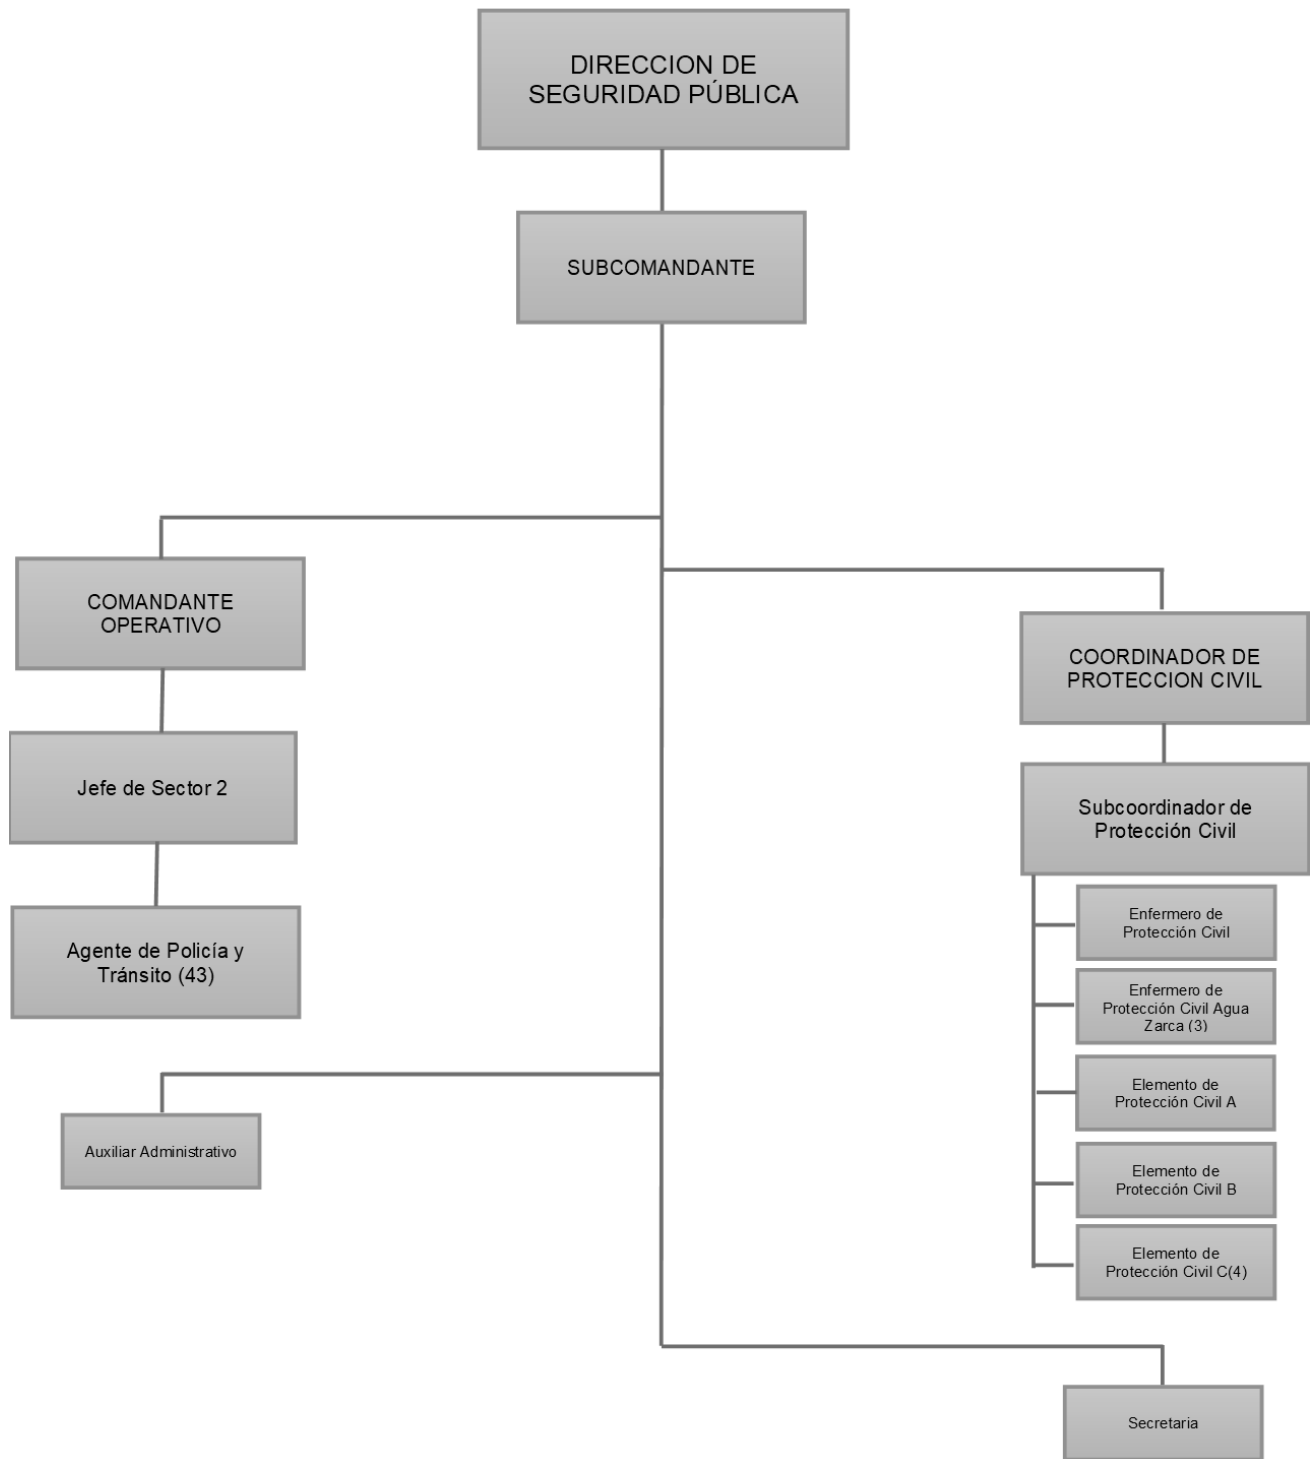 DIRECCION DE
SEGURIDAD PÚBLICA
SUBCOMANDANTE
COMANDANTE
OPERATIVO
COORDINADOR DE
PROTECCION CIVIL
Jefe de Sector 2
Subcoordinador de
Protección Civil
Agente de Policía y
Tránsito (43)
Enfermero de
Protección Civil
Enfermero de
Protección Civil Agua
Zarca (3)
Elemento de
Protección Civil A
Auxiliar Administrativo
Elemento de
Protección Civil B
Elemento de
Protección Civil C(4)
Secretaria